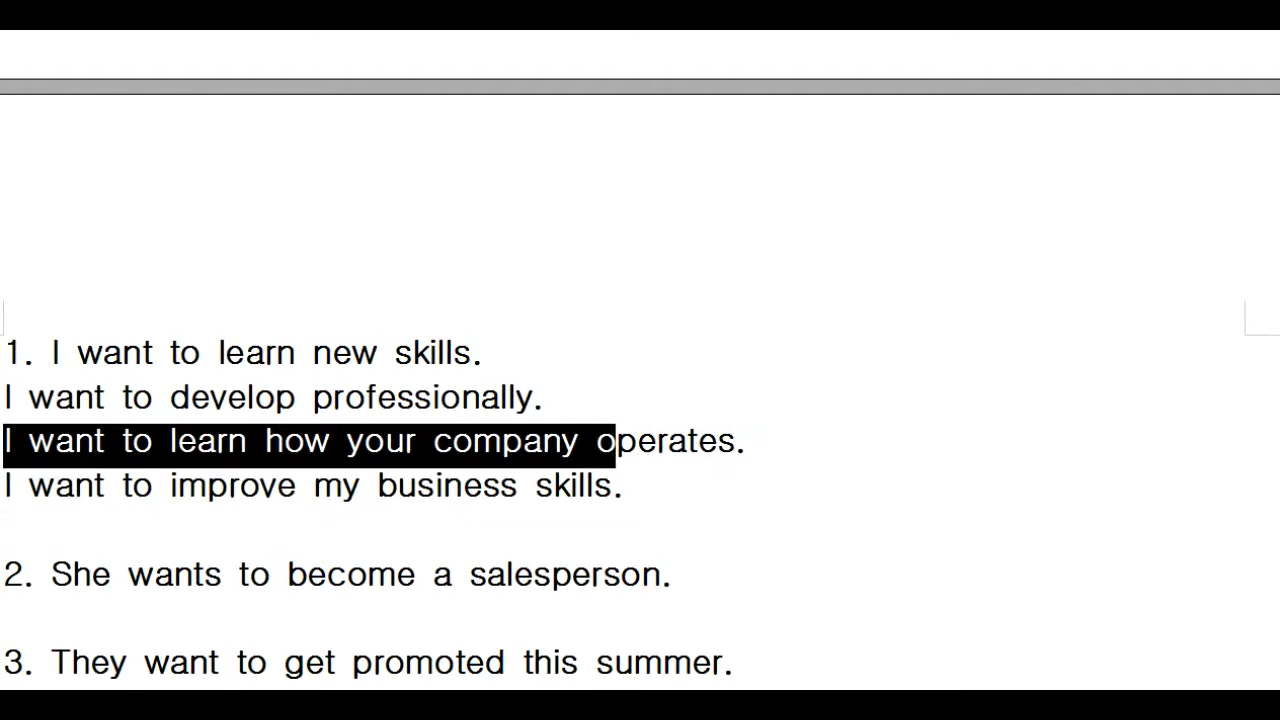 1. I want to learn new skills.
I want to develop professionally.
I want to learn how your company operates.
I want to improve my business skills.
2. She wants to become a salesperson.
3. They want to get promoted this summer.